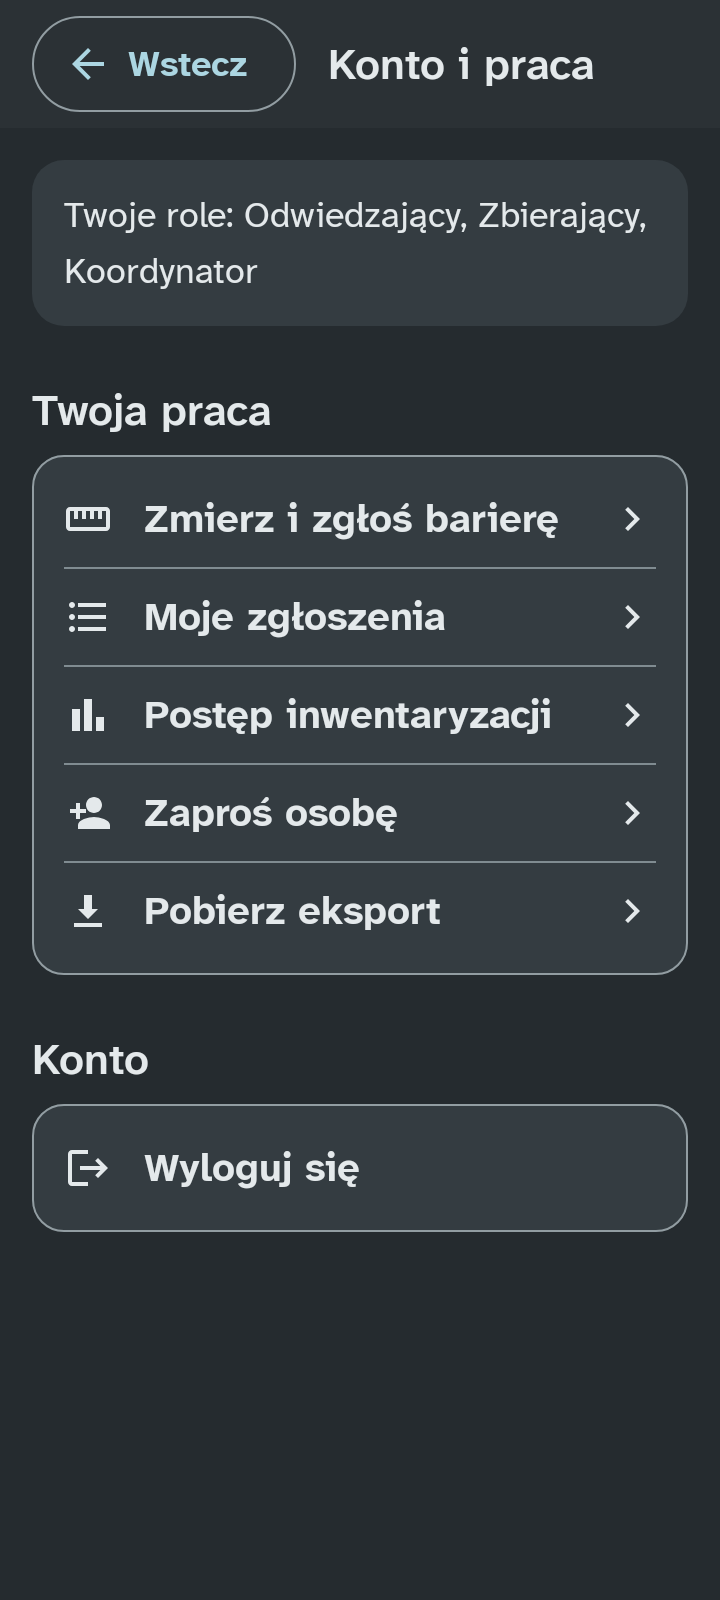 Wstecz
Konto i praca
Twoje role: Odwiedzający, Zbierający,
Koordynator
Twoja praca
Zmierz i zgłoś barierę
Moje zgłoszenia
Postęp inwentaryzacji
Zaproś osobę
Pobierz eksport
Konto
Wyloguj się